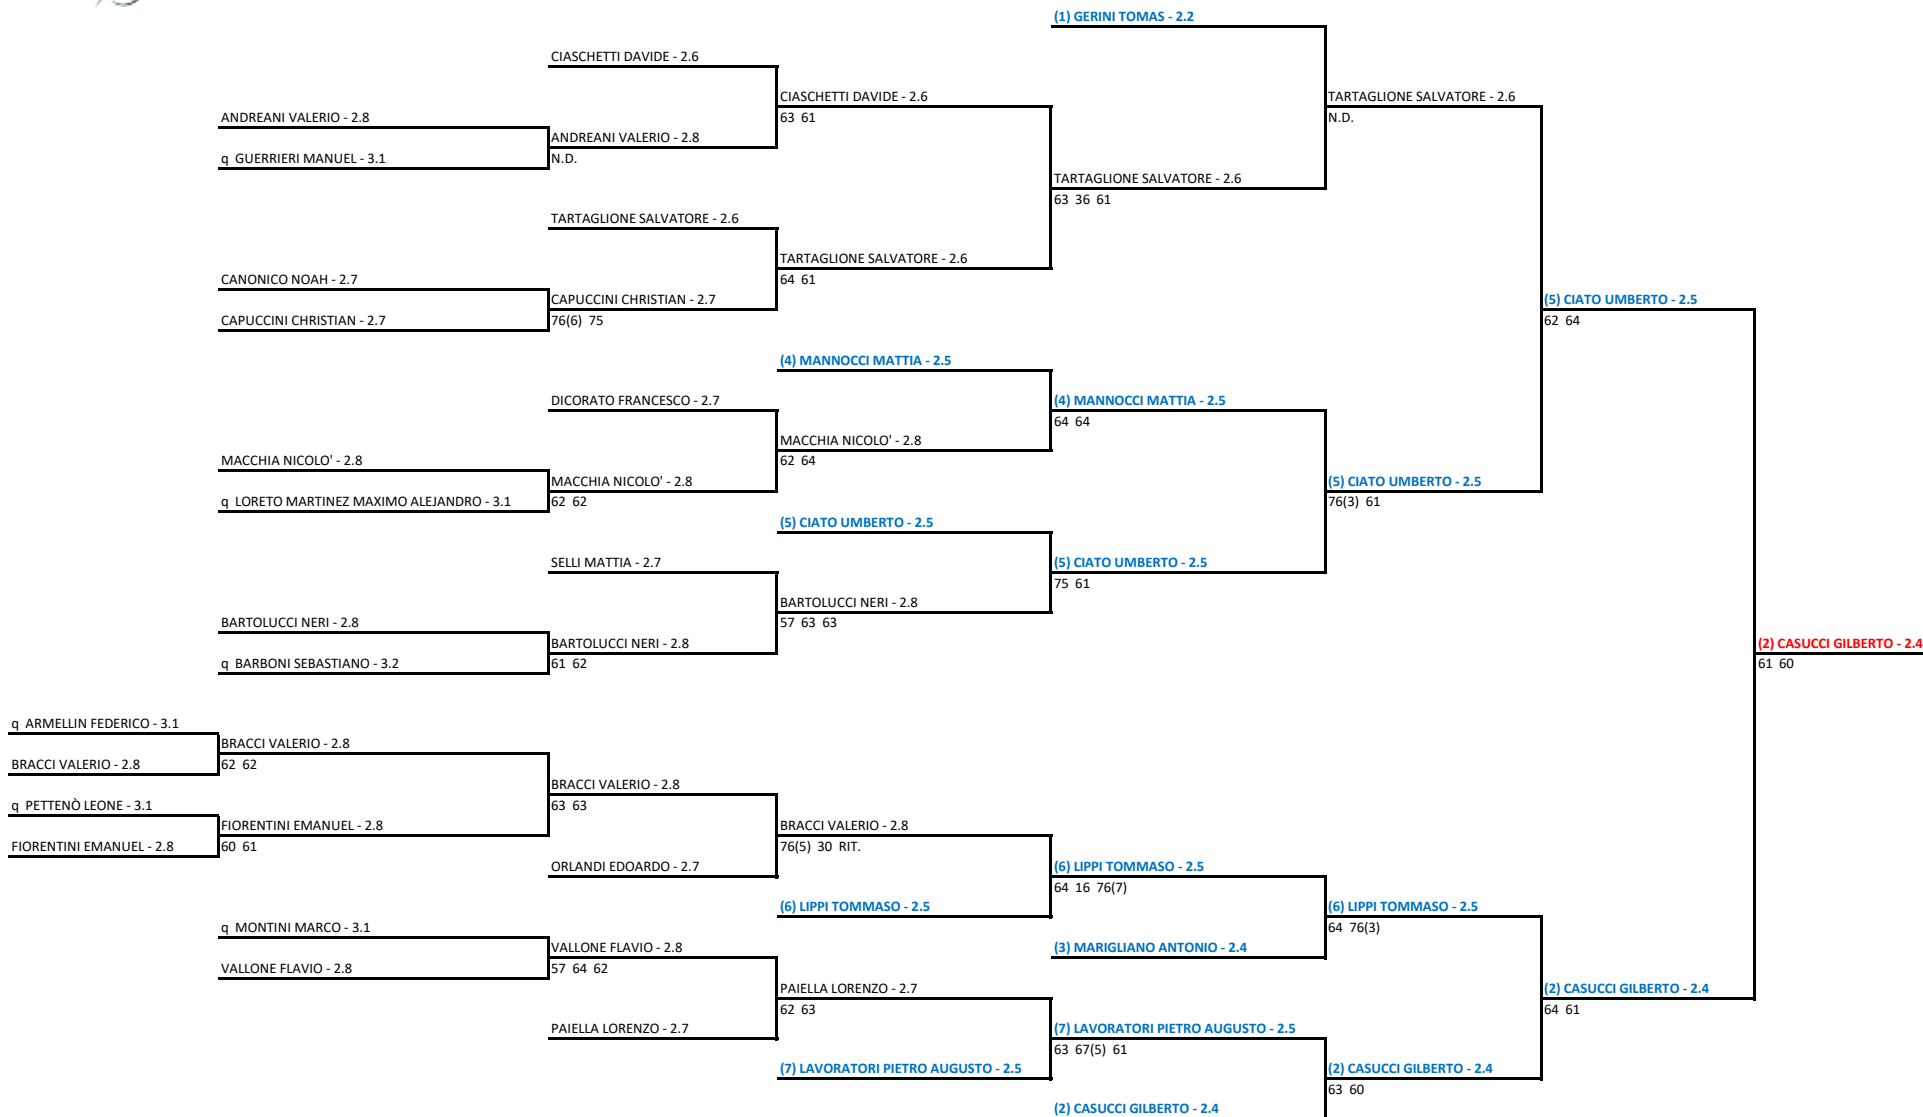 (1) GERINI TOMAS - 2.2
CIASCHETTI DAVIDE - 2.6
CIASCHETTI DAVIDE - 2.6
TARTAGLIONE SALVATORE - 2.6
ANDREANI VALERIO - 2.8
63 61
N.D.
ANDREANI VALERIO - 2.8
q GUERRIERI MANUEL - 3.1
N.D.
TARTAGLIONE SALVATORE - 2.6
63 36 61
TARTAGLIONE SALVATORE - 2.6
TARTAGLIONE SALVATORE - 2.6
CANONICO NOAH - 2.7
64 61
CAPUCCINI CHRISTIAN - 2.7
(5) CIATO UMBERTO - 2.5
CAPUCCINI CHRISTIAN - 2.7
76(6) 75
62 64
(4) MANNOCCI MATTIA - 2.5
DICORATO FRANCESCO - 2.7
(4) MANNOCCI MATTIA - 2.5
64 64
MACCHIA NICOLO' - 2.8
MACCHIA NICOLO' - 2.8
62 64
MACCHIA NICOLO' - 2.8
(5) CIATO UMBERTO - 2.5
q LORETO MARTINEZ MAXIMO ALEJANDRO - 3.1
62 62
76(3) 61
(5) CIATO UMBERTO - 2.5
SELLI MATTIA - 2.7
(5) CIATO UMBERTO - 2.5
75 61
BARTOLUCCI NERI - 2.8
BARTOLUCCI NERI - 2.8
57 63 63
BARTOLUCCI NERI - 2.8
(2) CASUCCI GILBERTO - 2.4
q BARBONI SEBASTIANO - 3.2
61 62
61 60
q ARMELLIN FEDERICO - 3.1
BRACCI VALERIO - 2.8
BRACCI VALERIO - 2.8
62 62
BRACCI VALERIO - 2.8
q PETTENÒ LEONE - 3.1
63 63
FIORENTINI EMANUEL - 2.8
BRACCI VALERIO - 2.8
FIORENTINI EMANUEL - 2.8
60 61
76(5) 30 RIT.
ORLANDI EDOARDO - 2.7
(6) LIPPI TOMMASO - 2.5
64 16 76(7)
(6) LIPPI TOMMASO - 2.5
(6) LIPPI TOMMASO - 2.5
q MONTINI MARCO - 3.1
64 76(3)
VALLONE FLAVIO - 2.8
(3) MARIGLIANO ANTONIO - 2.4
VALLONE FLAVIO - 2.8
57 64 62
PAIELLA LORENZO - 2.7
(2) CASUCCI GILBERTO - 2.4
62 63
64 61
PAIELLA LORENZO - 2.7
(7) LAVORATORI PIETRO AUGUSTO - 2.5
63 67(5) 61
(7) LAVORATORI PIETRO AUGUSTO - 2.5
(2) CASUCCI GILBERTO - 2.4
63 60
(2) CASUCCI GILBERTO - 2.4